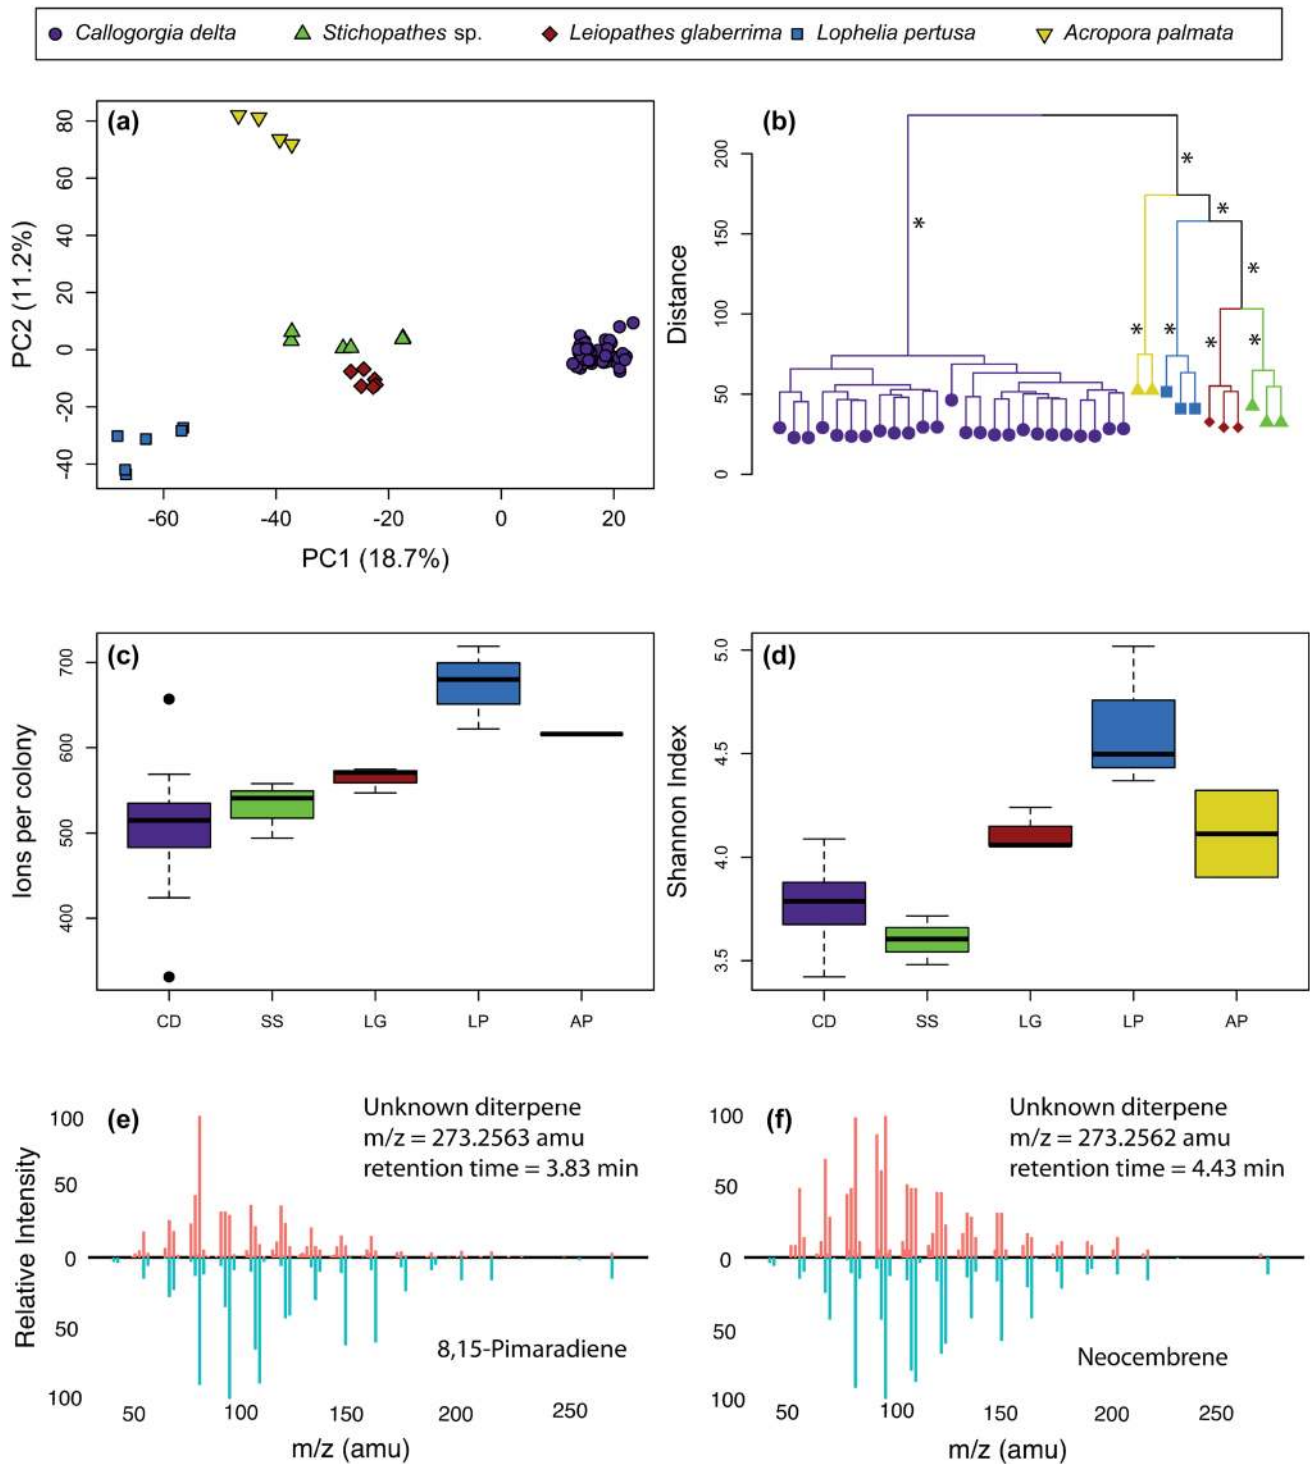 Callogorgia delta Stichopathes sp. Leiopathes glaberrima Lophelia pertusa Acropora palmata
(a)
PC2 (11.2%)
80
60
40
20
0
-20
-40
-60 -40 -20 0 20
PC1 (18.7%)
(b)
Distance
200
150
100
50
0
* * * * * * * *
(c)
Ions per colony
700
600
500
400
CD SS LG LP AP
(d)
Shannon Index
5.0
4.5
4.0
3.5
CD SS LG LP AP
(e)
Unknown diterpene
m/z = 273.2563 amu
retention time = 3.83 min
Relative Intensity
100
50
0
50
100
8,15-Pimaradiene
50 100 150 200 250
m/z (amu)
(f)
Unknown diterpene
m/z = 273.2562 amu
retention time = 4.43 min
100
50
0
50
100
Neocembrene
50 100 150 200 250
m/z (amu)